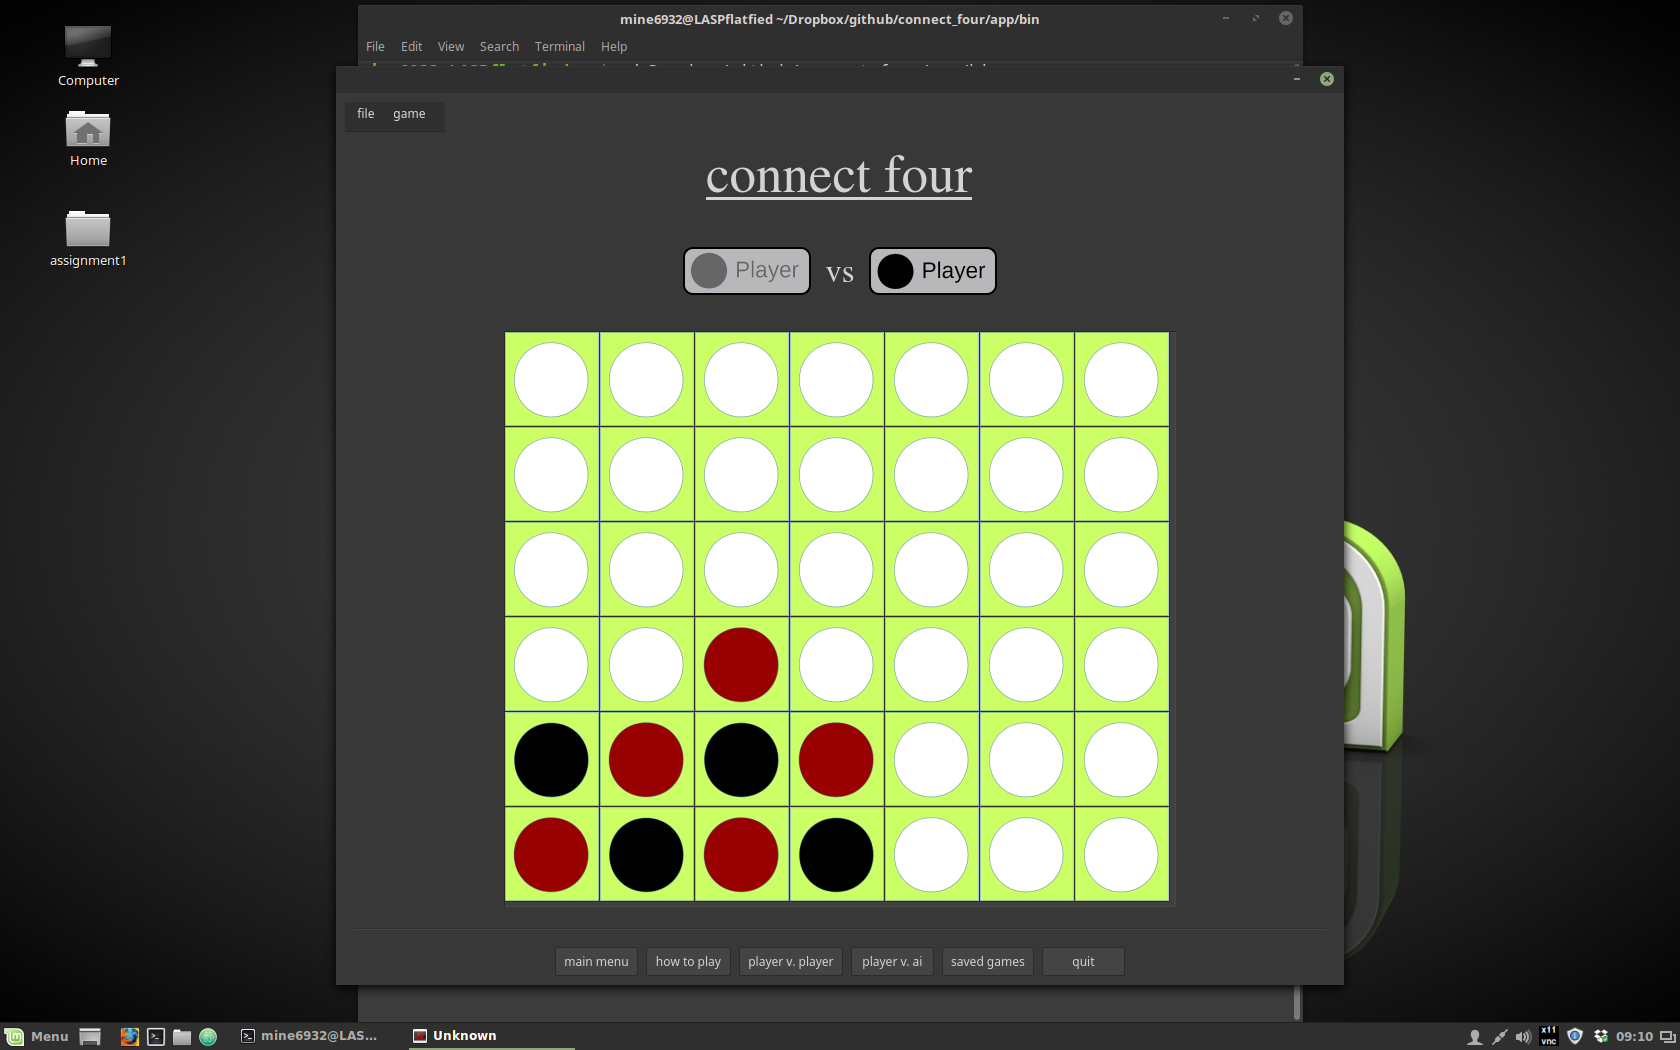 mine6932@LASPflatfied ~/Dropbox/github/connect_four/app/bin
File Edit View Search Terminal Help
Computer
Home
assignment1
file game
connect four
Player vs Player
main menu how to play player v. player player v. ai saved games quit
Menu mine6932@LAS... Unknown x11 vnc 09:10